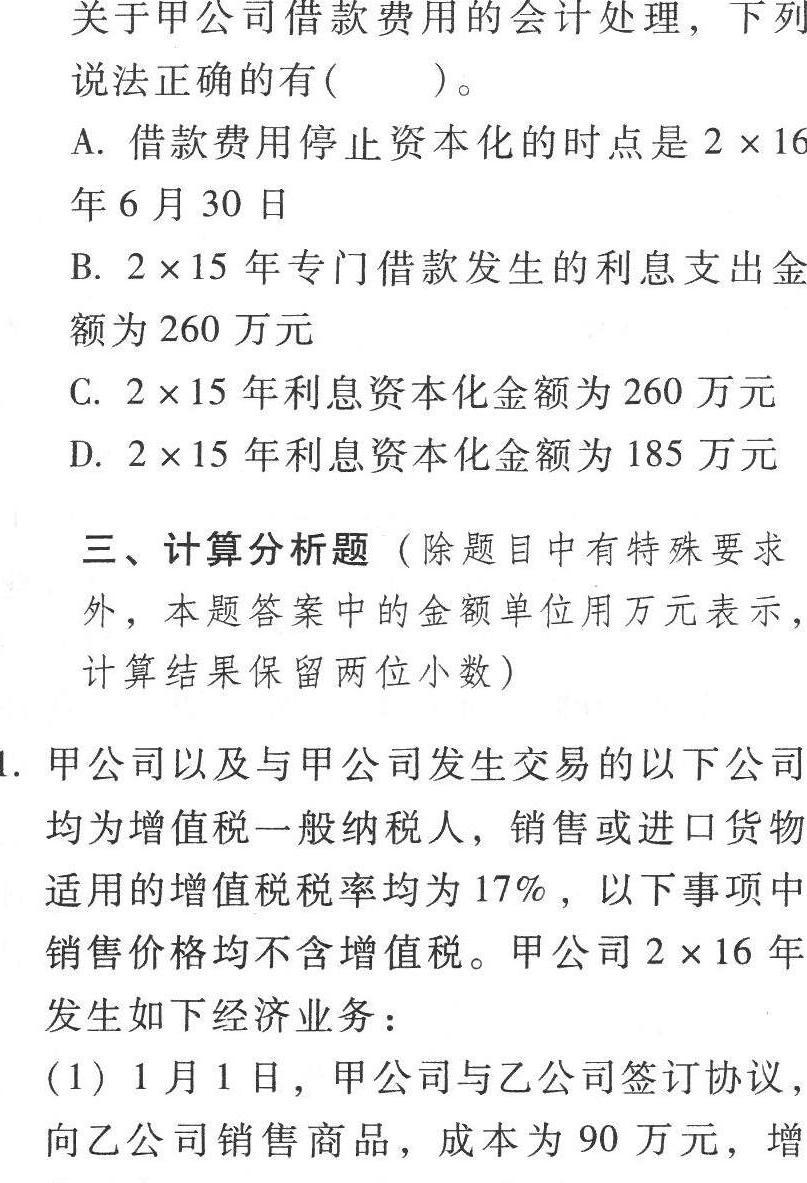 关于甲公司借款费用的会计处理，下列
说法正确的有(　　)。
A. 借款费用停止资本化的时点是 2 × 16
年 6 月 30 日
B. 2 × 15 年专门借款发生的利息支出金
额为 260 万元
C. 2 × 15 年利息资本化金额为 260 万元
D. 2 × 15 年利息资本化金额为 185 万元
三、计算分析题（除题目中有特殊要求
外，本题答案中的金额单位用万元表示，
计算结果保留两位小数）
1. 甲公司以及与甲公司发生交易的以下公司
均为增值税一般纳税人，销售或进口货物
适用的增值税税率均为 17%，以下事项中
销售价格均不含增值税。甲公司 2 × 16 年
发生如下经济业务：
(1) 1 月 1 日，甲公司与乙公司签订协议，
向乙公司销售商品，成本为 90 万元，增